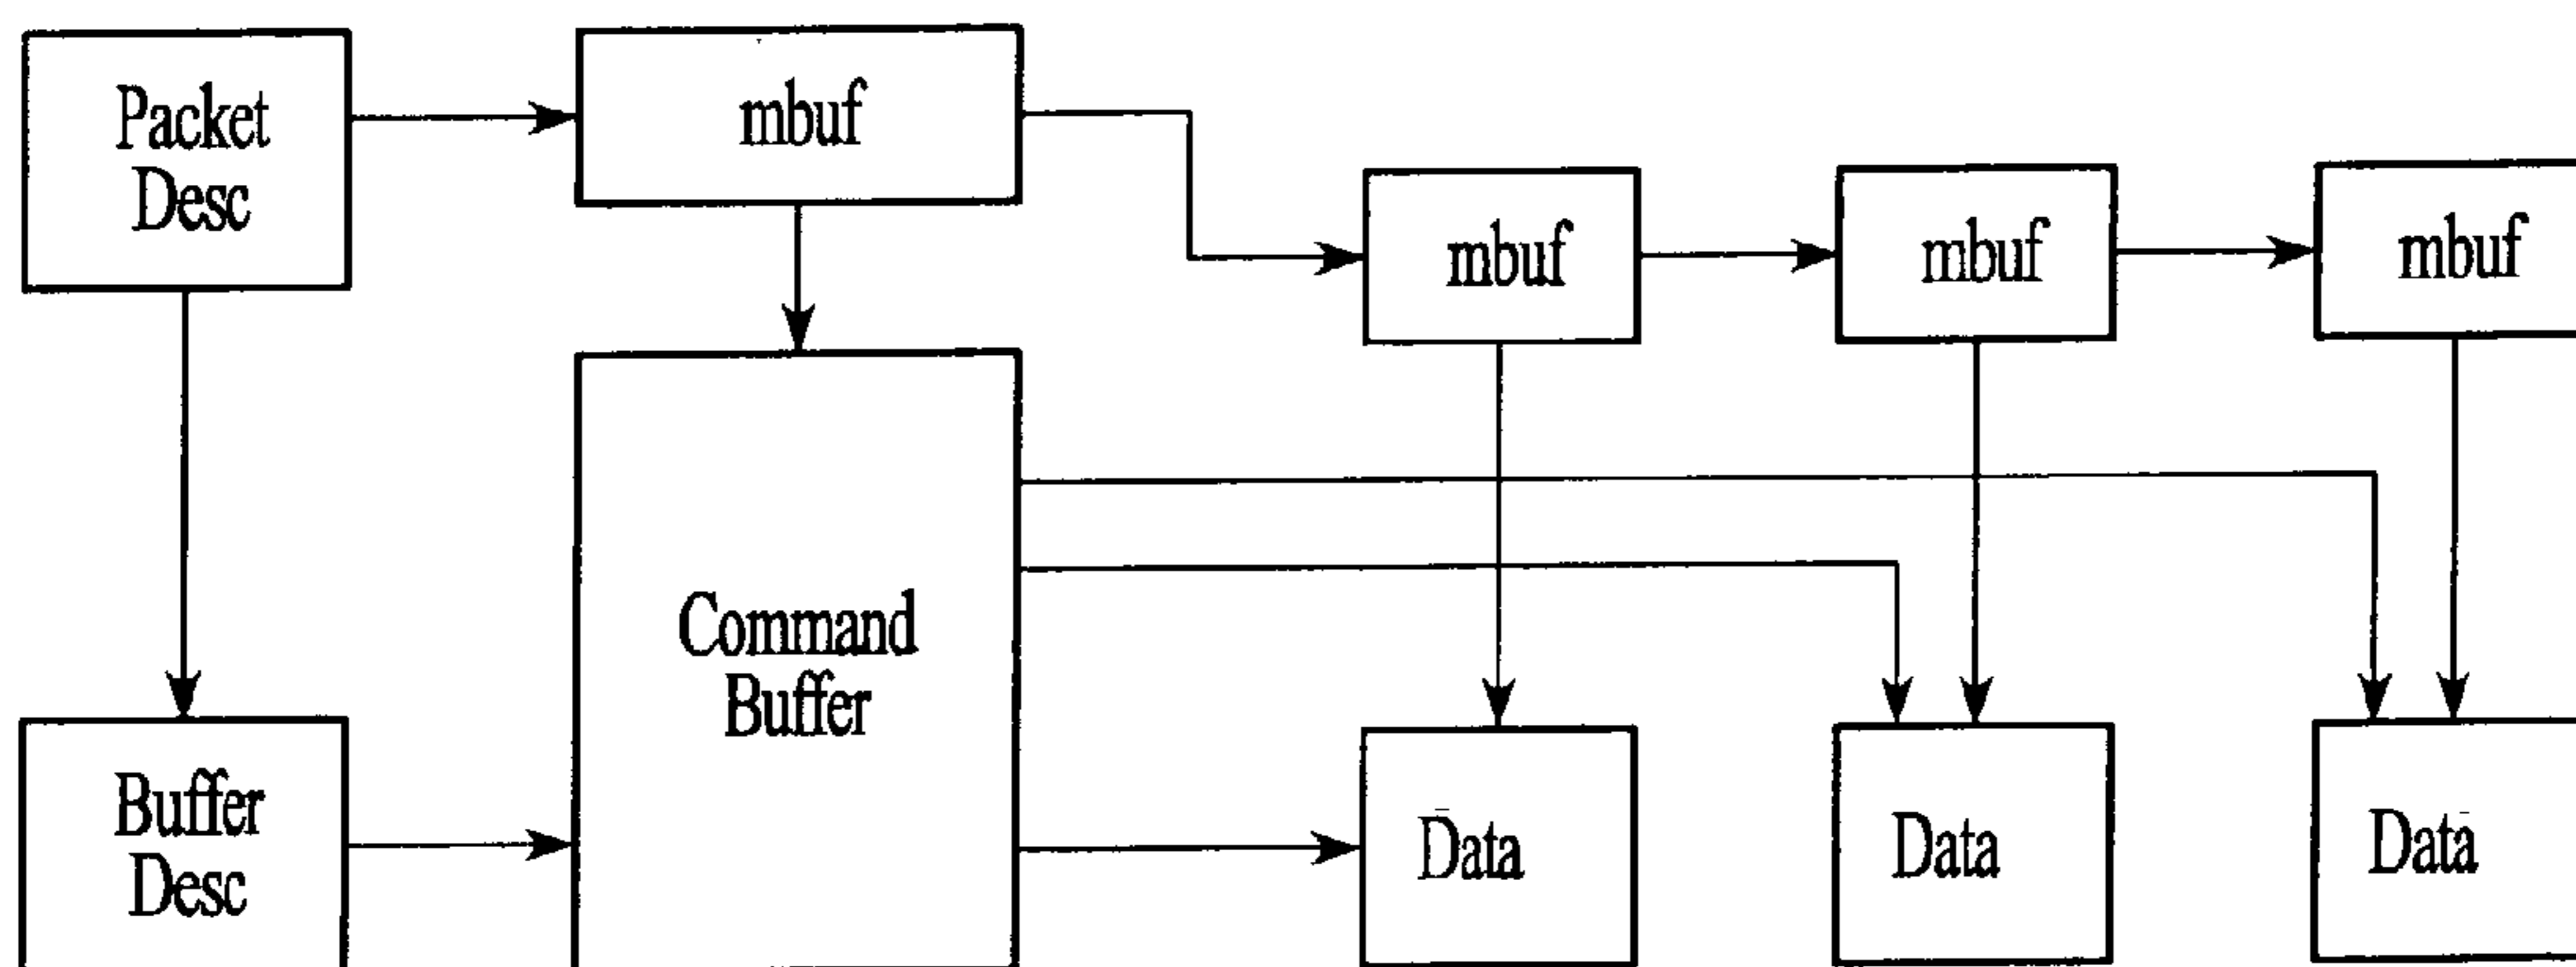 Packet
Desc
mbuf
mbuf
mbuf
mbuf
Command
Buffer
Buffer
Desc
Data
Data
Data